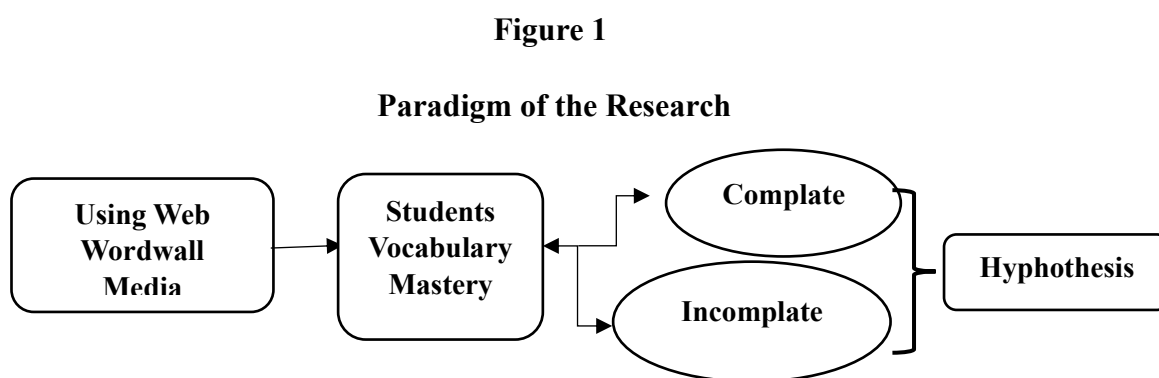 Figure 1
Paradigm of the Research
Using Web
Wordwall
Media
Students
Vocabulary
Mastery
Complate
Incomplate
Hyphothesis